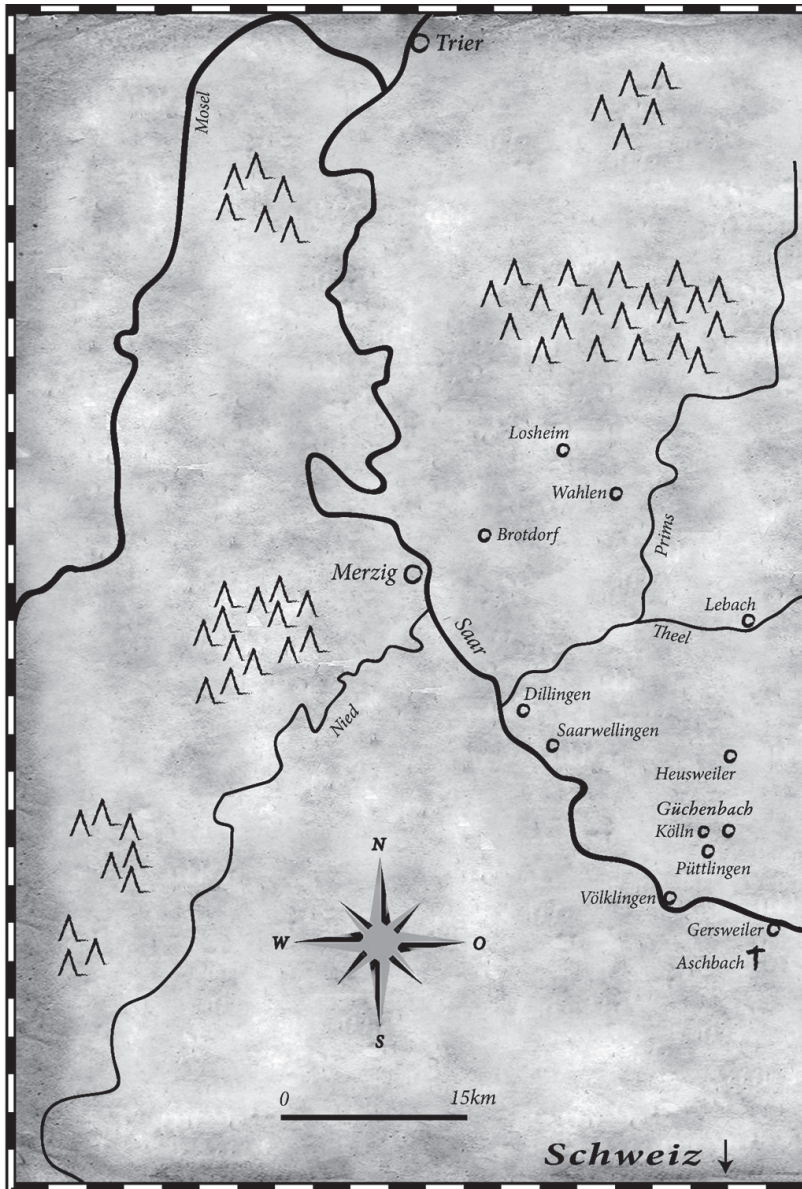 Trier
Mosel
Losheim
Wahlen
Brotdorf
Prims
Merzig
Lebach
Theel
Saar
Dillingen
Nied
Saarwellingen
Heusweiler
Güchenbach
Kölln
Püttlingen
N
Völklingen
Gersweiler
W
O
Aschbach
S
0 15km
Schweiz